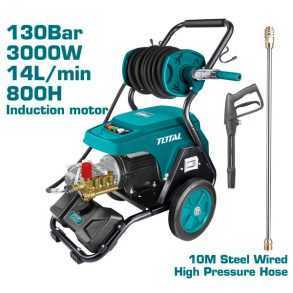 130Bar
3000W
14L/min
800H
Induction motor
TOTAL
10M Steel Wired
High Pressure Hose